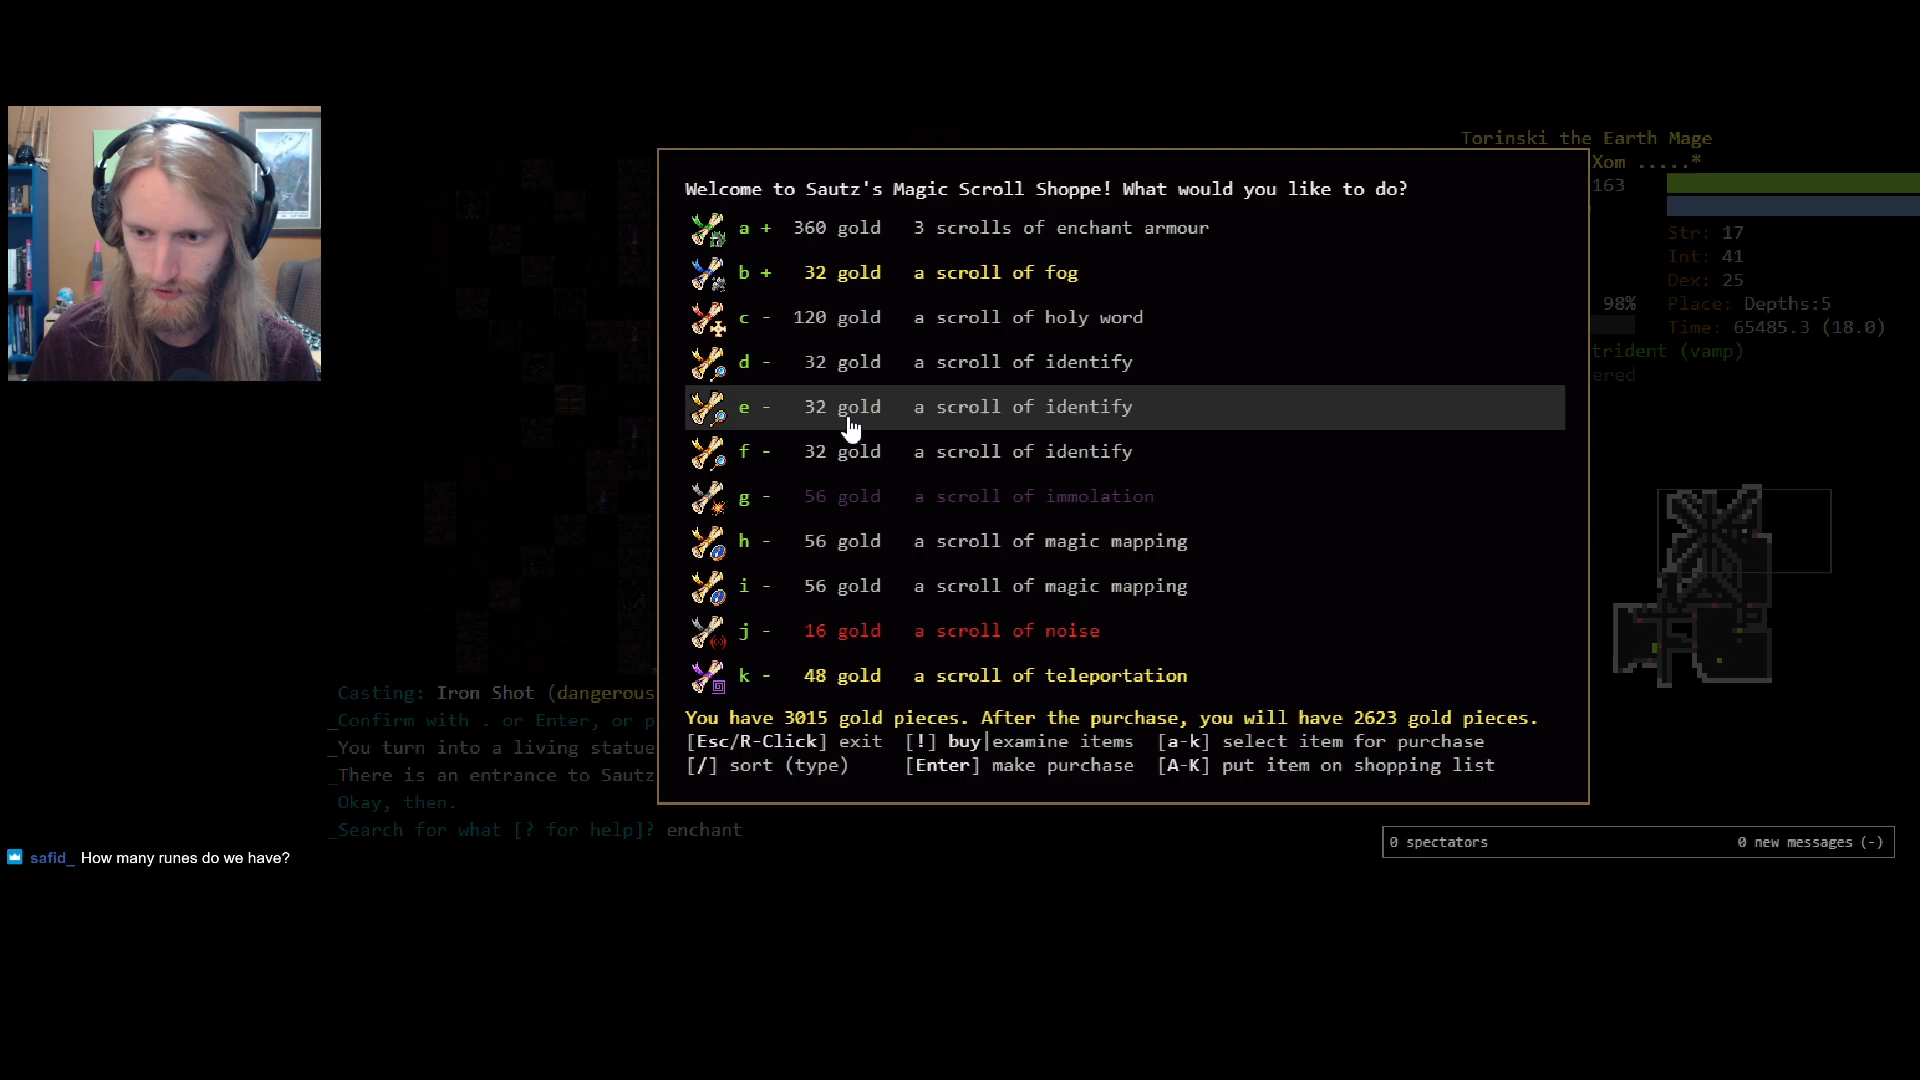 Torinski the Earth Mage
Xom .....*
163
Str: 17
Int: 41
Dex: 25
98% Place: Depths:5
Time: 65485.3 (18.0)
trident (vamp)
ered
Welcome to Sautz's Magic Scroll Shoppe! What would you like to do?
a + 360 gold 3 scrolls of enchant armour
b + 32 gold a scroll of fog
c - 120 gold a scroll of holy word
d - 32 gold a scroll of identify
e - 32 gold a scroll of identify
f - 32 gold a scroll of identify
g - 56 gold a scroll of immolation
h - 56 gold a scroll of magic mapping
i - 56 gold a scroll of magic mapping
j - 16 gold a scroll of noise
k - 48 gold a scroll of teleportation
You have 3015 gold pieces. After the purchase, you will have 2623 gold pieces.
[Esc/R-Click] exit [!] buy|examine items [a-k] select item for purchase
[/] sort (type) [Enter] make purchase [A-K] put item on shopping list
Casting: Iron Shot (dangerous
_Confirm with . or Enter, or p
_You turn into a living statue
_There is an entrance to Sautz
Okay, then.
_Search for what [? for help]? enchant
0 spectators 0 new messages (-)
safid_ How many runes do we have?